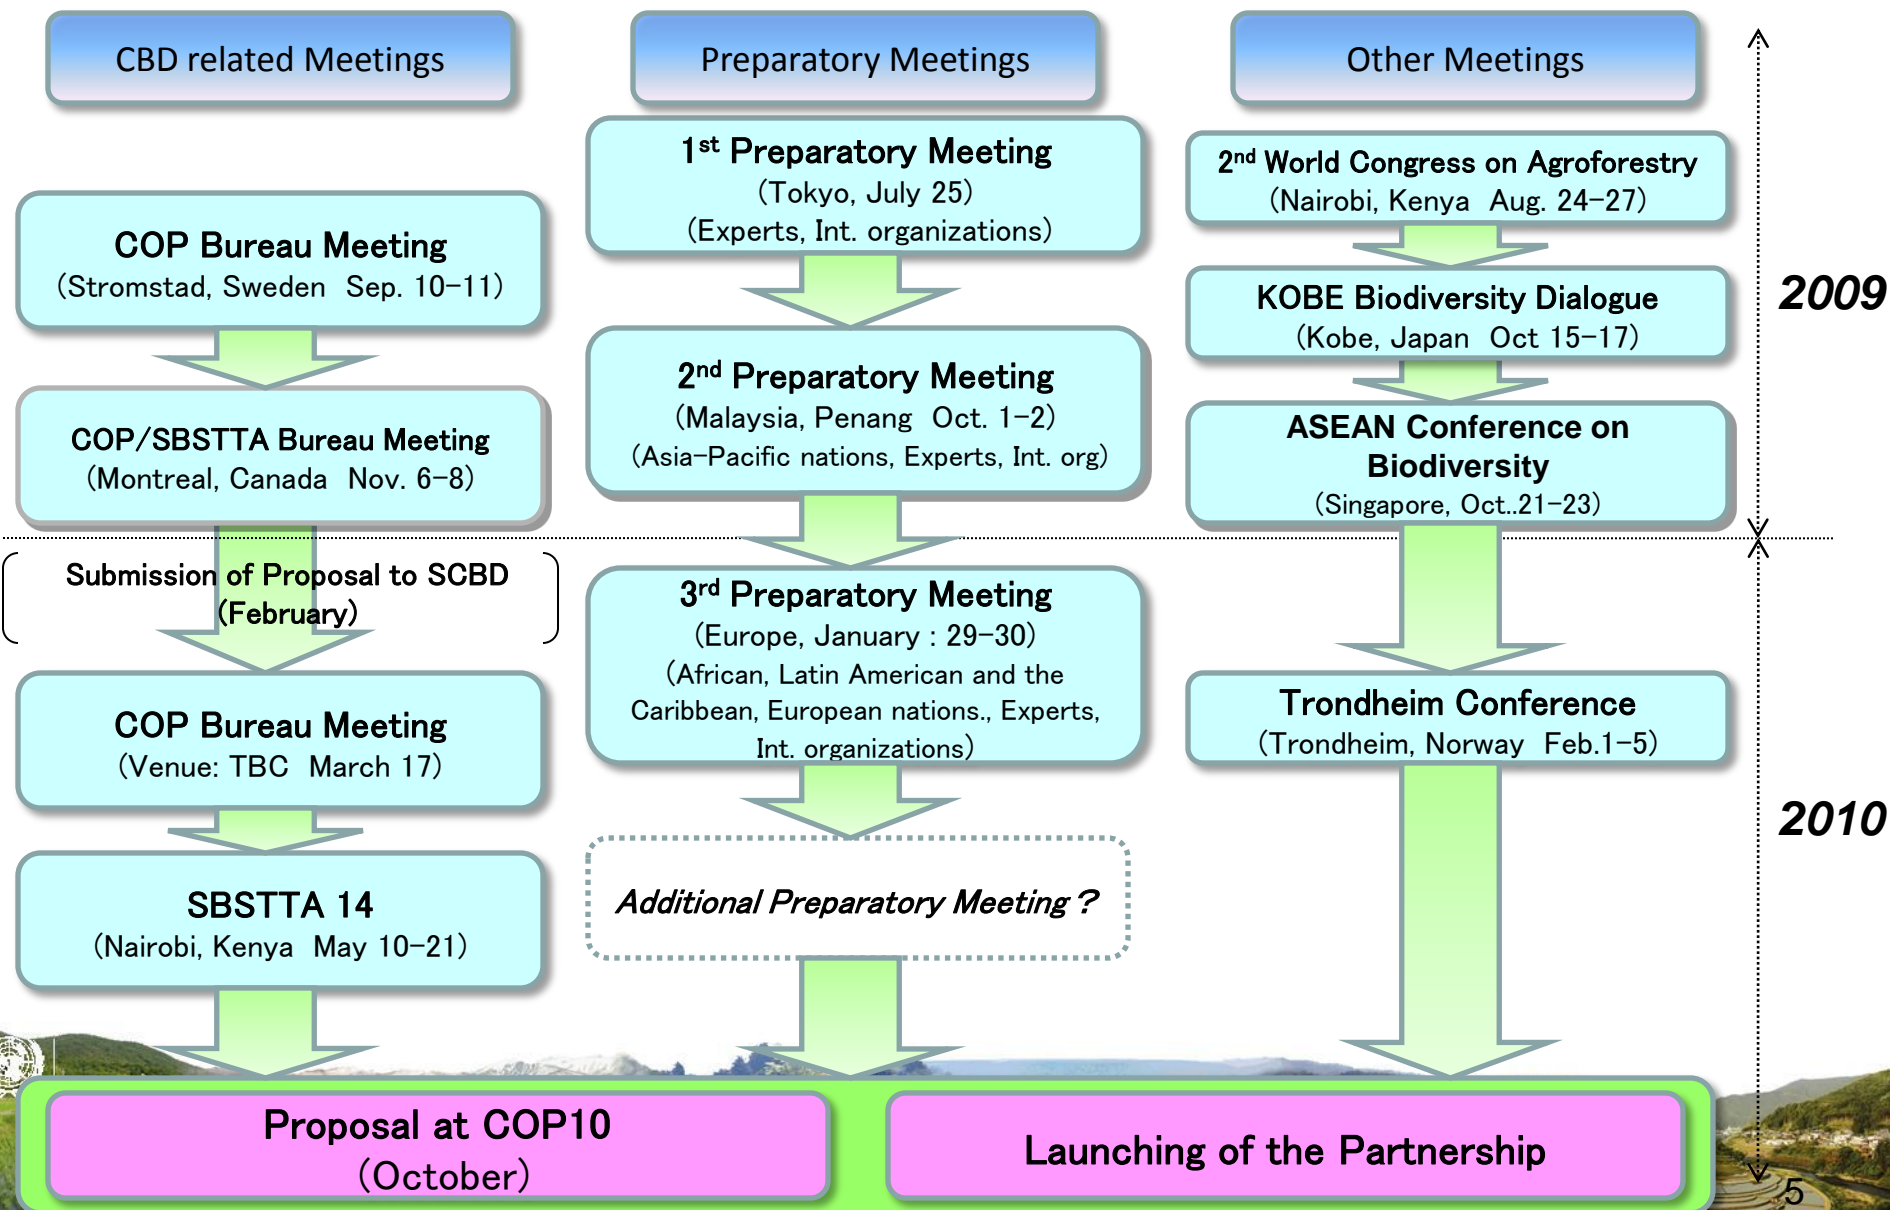 CBD related Meetings
COP Bureau Meeting
(Stromstad, Sweden Sep. 10-11)
COP/SBSTTA Bureau Meeting
(Montreal, Canada Nov. 6-8)
Submission of Proposal to SCBD
(February)
COP Bureau Meeting
(Venue: TBC March 17)
SBSTTA 14
(Nairobi, Kenya May 10-21)
Preparatory Meetings
1st Preparatory Meeting
(Tokyo, July 25)
(Experts, Int. organizations)
2nd Preparatory Meeting
(Malaysia, Penang Oct. 1-2)
(Asia-Pacific nations, Experts, Int. org)
3rd Preparatory Meeting
(Europe, January : 29-30)
(African, Latin American and the
Caribbean, European nations., Experts,
Int. organizations)
Additional Preparatory Meeting ?
Other Meetings
2nd World Congress on Agroforestry
(Nairobi, Kenya Aug. 24-27)
KOBE Biodiversity Dialogue
(Kobe, Japan Oct 15-17)
ASEAN Conference on
Biodiversity
(Singapore, Oct..21-23)
Trondheim Conference
(Trondheim, Norway Feb.1-5)
2009
2010
Proposal at COP10
(October)
Launching of the Partnership
5